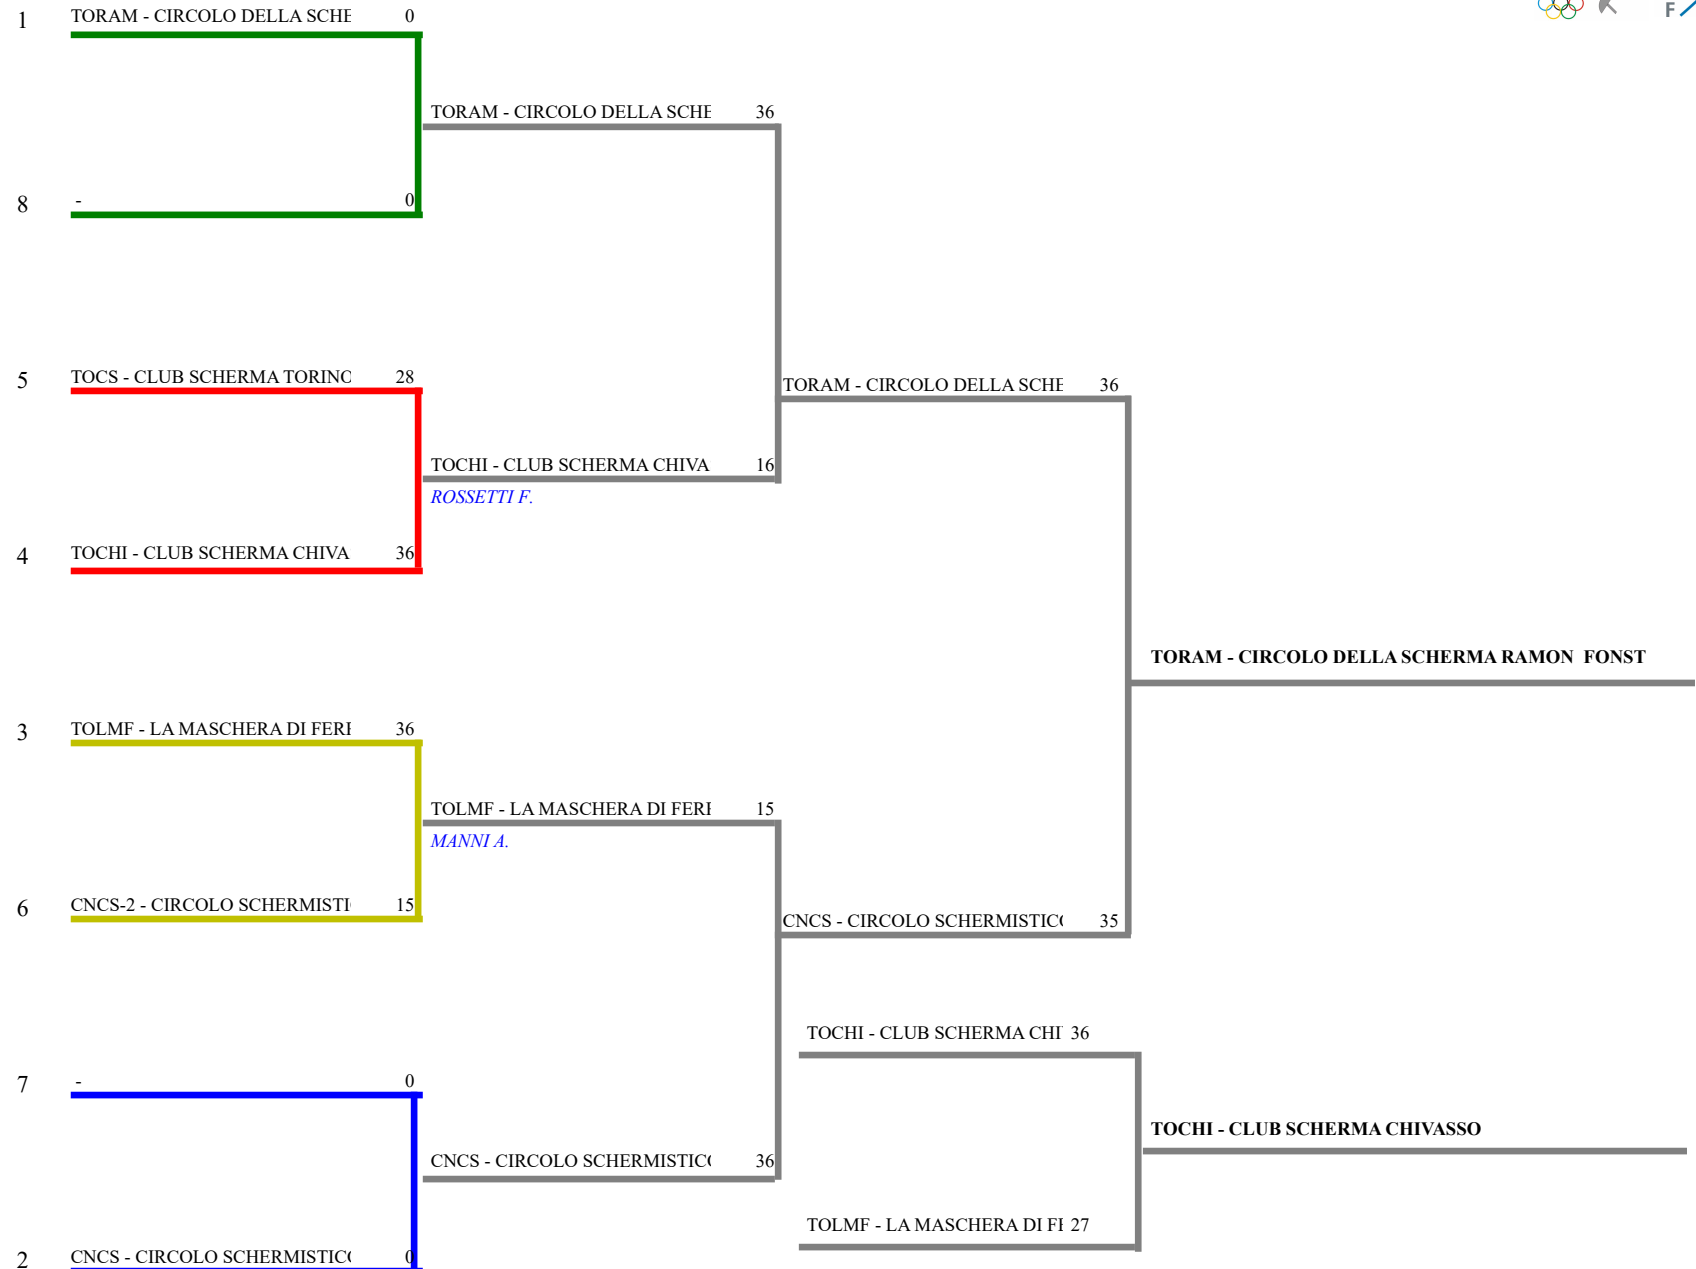 1 TORAM - CIRCOLO DELLA SCHE 0
F
TORAM - CIRCOLO DELLA SCHE 36
8 - 0
5 TOCS - CLUB SCHERMA TORINO 28
TORAM - CIRCOLO DELLA SCHE 36
TOCHI - CLUB SCHERMA CHIVA 16
ROSSETTI F.
4 TOCHI - CLUB SCHERMA CHIVA 36
TORAM - CIRCOLO DELLA SCHERMA RAMON FONST
3 TOLMF - LA MASCHERA DI FERI 36
TOLMF - LA MASCHERA DI FERI 15
MANNI A.
6 CNCS-2 - CIRCOLO SCHERMISTI 15
CNCS - CIRCOLO SCHERMISTICO 35
TOCHI - CLUB SCHERMA CHI 36
7 - 0
TOCHI - CLUB SCHERMA CHIVASSO
CNCS - CIRCOLO SCHERMISTICO 36
TOLMF - LA MASCHERA DI FI 27
2 CNCS - CIRCOLO SCHERMISTICO 0